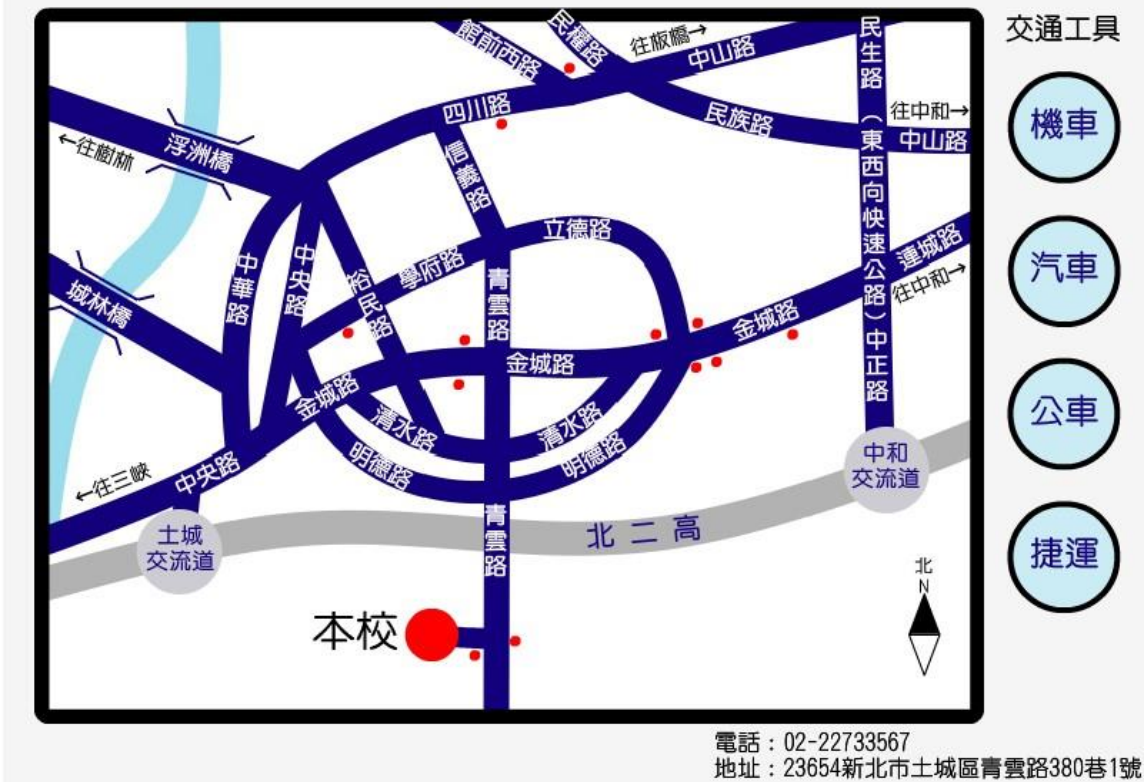 交通工具
機車
汽車
公車
捷運
館前西路
民權路
往板橋→
中山路
民生路（東西向快速公路）中正路
四川路
民族路
往中和→
中山路
浮洲橋
←往樹林
信義路
立德路
學府路
青雲路
連城路
往中和→
城林橋
中華路
中央路
裕民路
金城路
金城路
金城路
清水路
清水路
明德路
明德路
中央路
←往三峽
中和
交流道
土城
交流道
北二高
青雲路
北
N
本校
電話：02-22733567
地址：23654新北市土城區青雲路380巷1號